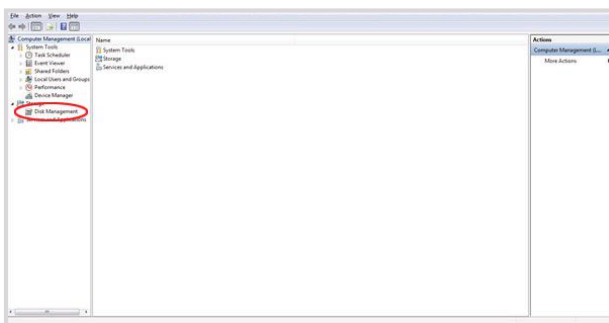 File Action View Help
Computer Management (Local
System Tools
Task Scheduler
Event Viewer
Shared Folders
Local Users and Groups
Performance
Device Manager
Storage
Disk Management
Services and Applications
Name
System Tools
Storage
Services and Applications
Actions
Computer Management (L...
More Actions